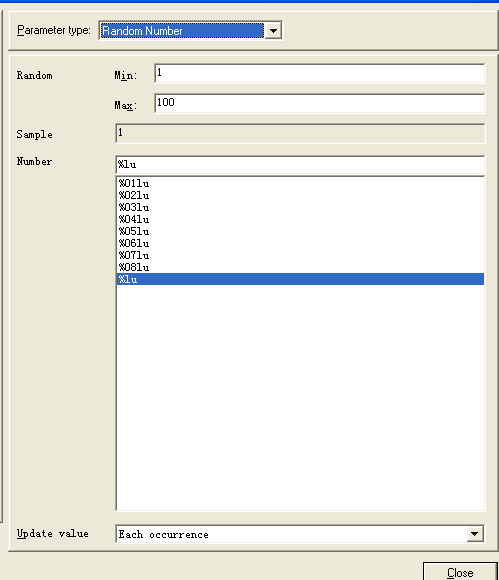 Parameter type: Random Number
Random Min: 1
Max: 100
Sample 1
Number %lu
%01lu
%02lu
%03lu
%04lu
%05lu
%06lu
%07lu
%08lu
%lu
Update value Each occurrence
Close